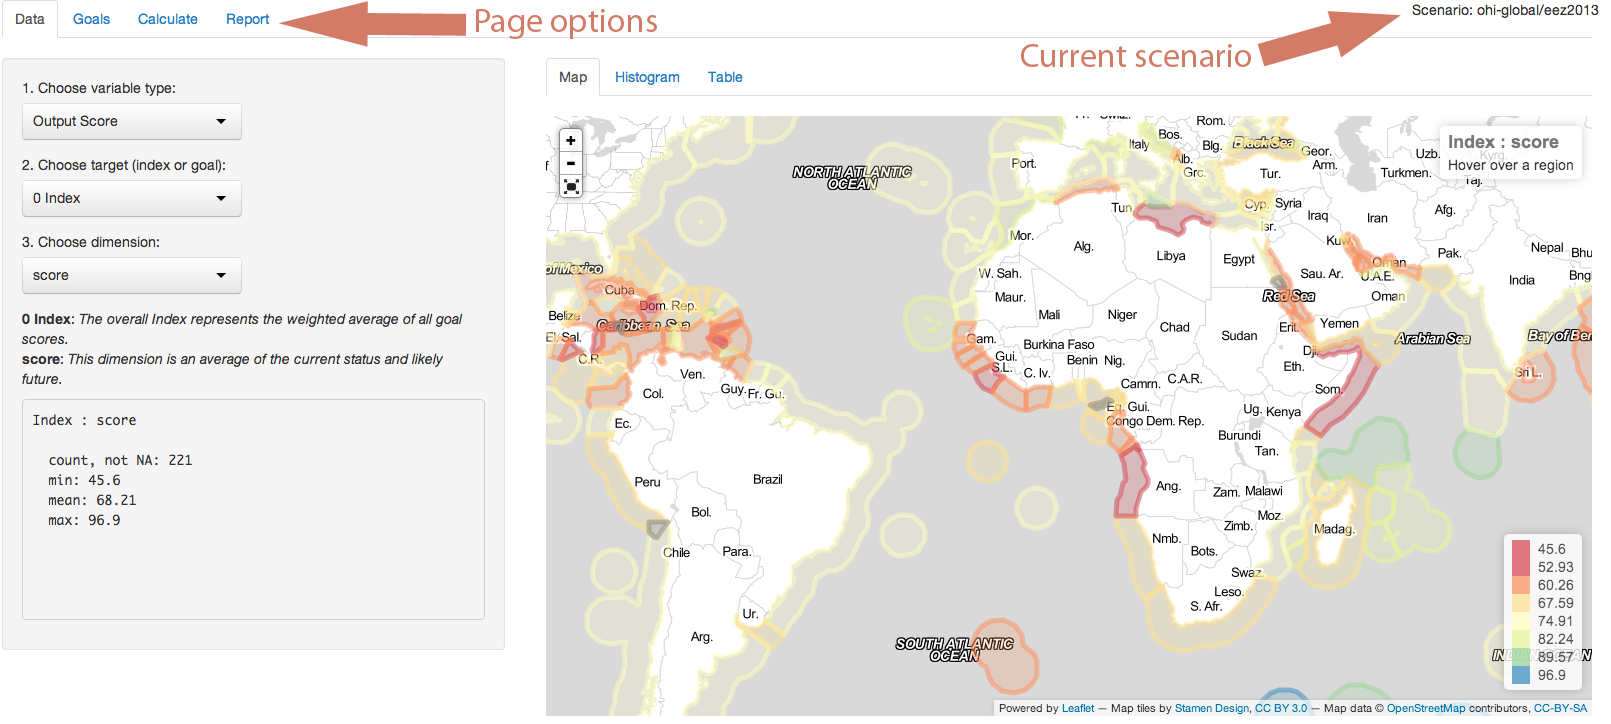 Data Goals Calculate Report
Page options
Scenario: ohi-global/eez2013
Current scenario
1. Choose variable type:
Output Score
2. Choose target (index or goal):
0 Index
3. Choose dimension:
score
0 Index: The overall Index represents the weighted average of all goal
scores.
score: This dimension is an average of the current status and likely
future.
Index : score
count, not NA: 221
min: 45.6
mean: 68.21
max: 96.9
Map Histogram Table
+
-
Index : score
Hover over a region
NORTH ATLANTIC
OCEAN
of Mexico
Cuba
Dom. Rep.
Belize
Caribbean Sea
El. Sal.
C.R.
Ven.
Guy.
Fr. Gu.
Col.
Ec.
Peru
Brazil
Bol.
Chile
Para.
Ur.
Arg.
SOUTH ATLANTIC
OCEAN
Port.
Italy
Bos.
Rom.
Blg.
Alb.
Grc.
Black Sea
Geor.
Arm.
Tur.
Uzb.
Kyrg.
Turkmen.
Taj.
Cyp.
Syria
Isr.
Iraq
Iran
Afg.
Tun.
Mor.
Alg.
Libya
Egypt
Kuw.
Pak.
Nepal
Bhu
W. Sah.
Sau. Ar.
Oman
U.A.E.
Oman
India
Bng
Maur.
Mali
Niger
Chad
Sudan
Red Sea
Erit.
Yemen
Arabian Sea
Bay of Ben
Gam.
Gui.
S.L.
Burkina Faso
Benin
Nig.
C. Iv.
Dji.
Eth.
Som.
Sri L.
Camrn.
C.A.R.
Eq. Gui.
Congo
Dem. Rep.
Ug.
Kenya
Burundi
Tan.
Ang.
Zam.
Malawi
Moz.
Zimb.
Madag.
Nmb.
Bots.
Swaz.
Leso.
S. Afr.
45.6
52.93
60.26
67.59
74.91
82.24
89.57
96.9
Powered by Leaflet — Map tiles by Stamen Design, CC BY 3.0 — Map data © OpenStreetMap contributors, CC-BY-SA